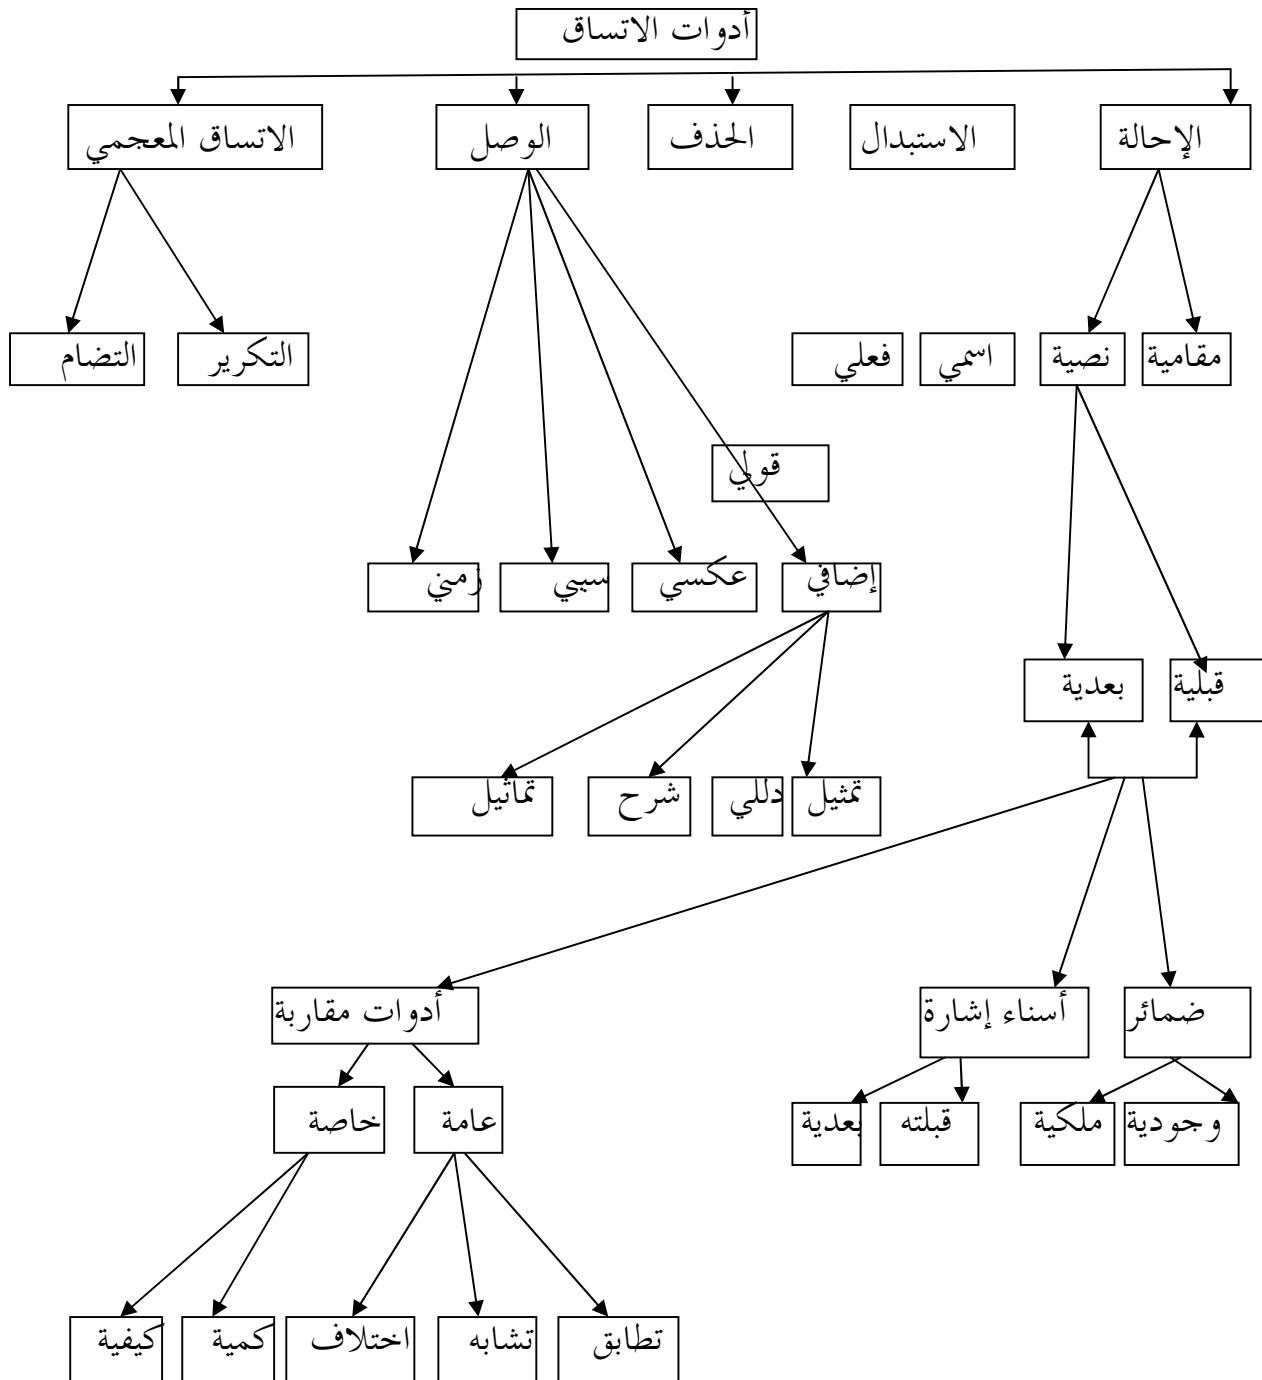 أدوات الاتساق
الإحالة
الاستبدال
الحذف
الوصل
الاتساق المعجمي
مقامية
نصية
اسمي
فعلي
التكرير
التضام
قولي
إضافي
عكسي
سببي
زمني
قبلية
بعدية
تمثيل
دللي
شرح
تماثيل
ضمائر
أسناء إشارة
أدوات مقاربة
وجودية
ملكية
قبلته
بعدية
عامة
خاصة
تطابق
تشابه
اختلاف
كمية
كيفية